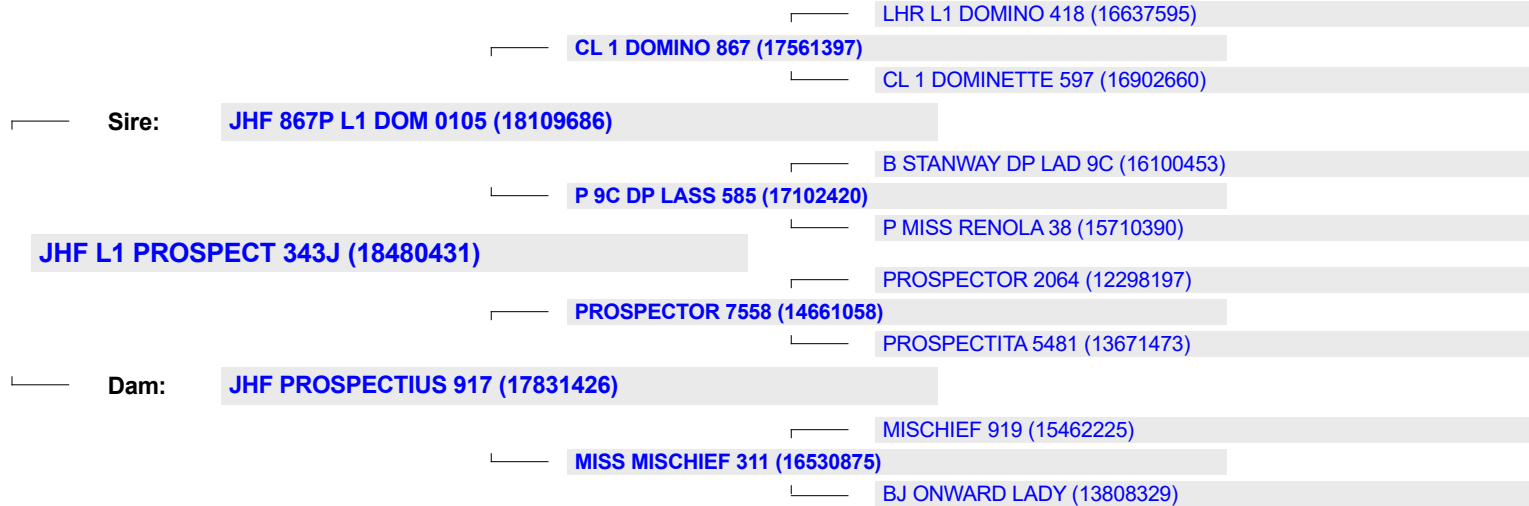 LHR L1 DOMINO 418 (16637595)
CL 1 DOMINO 867 (17561397)
CL 1 DOMINETTE 597 (16902660)
Sire: JHF 867P L1 DOM 0105 (18109686)
B STANWAY DP LAD 9C (16100453)
P 9C DP LASS 585 (17102420)
P MISS RENOLA 38 (15710390)
JHF L1 PROSPECT 343J (18480431)
PROSPECTOR 2064 (12298197)
PROSPECTOR 7558 (14661058)
PROSPECTITA 5481 (13671473)
Dam: JHF PROSPECTIUS 917 (17831426)
MISCHIEF 919 (15462225)
MISS MISCHIEF 311 (16530875)
BJ ONWARD LADY (13808329)